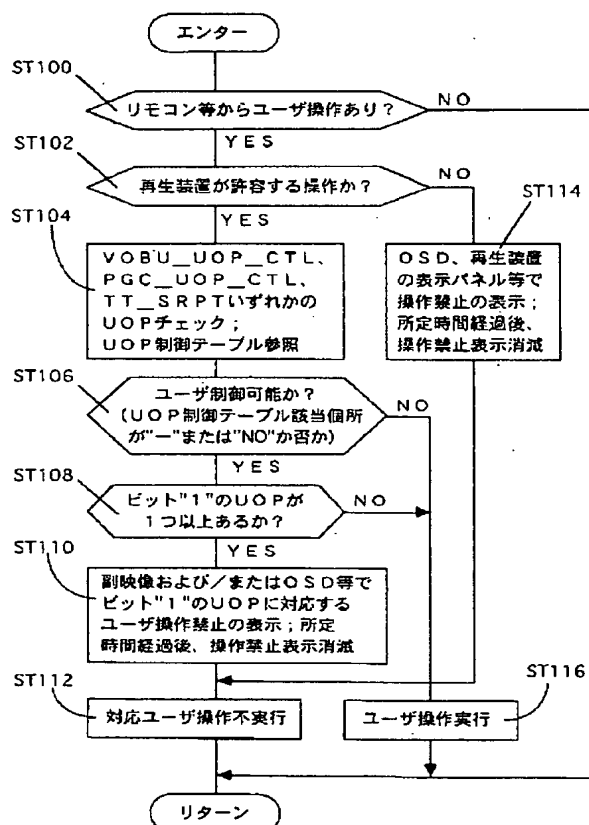 エンター
ST100
リモコン等からユーザ操作あり?
NO
YES
ST102
再生装置が許容する操作か?
NO
YES
ST104
VOBU__UOP__CTL、
PGC__UOP__CTL、
TT__SRPTいずれかの
UOPチェック;
UOP制御テーブル参照
ST114
OSD、再生装置
の表示パネル等で
操作禁止の表示;
所定時間経過後、
操作禁止表示消滅
ST106
ユーザ制御可能か?
(UOP制御テーブル該当個所
が"ー"または"NO"か否か)
NO
YES
ST108
ビット"1"のUOPが
1つ以上あるか?
NO
YES
ST110
副映像および/またはOSD等で
ビット"1"のUOPに対応する
ユーザ操作禁止の表示;所定
時間経過後、操作禁止表示消滅
ST112
対応ユーザ操作不実行
ST116
ユーザ操作実行
リターン